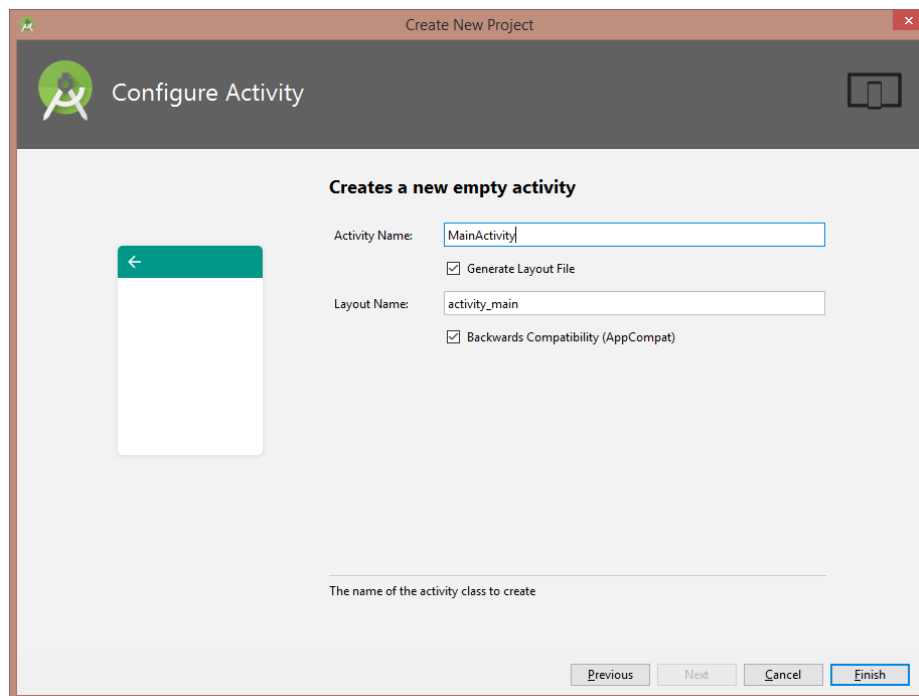 Create New Project
Configure Activity
Creates a new empty activity
Activity Name: MainActivity
Generate Layout File
Layout Name: activity_main
Backwards Compatibility (AppCompat)
The name of the activity class to create
Previous Next Cancel Finish